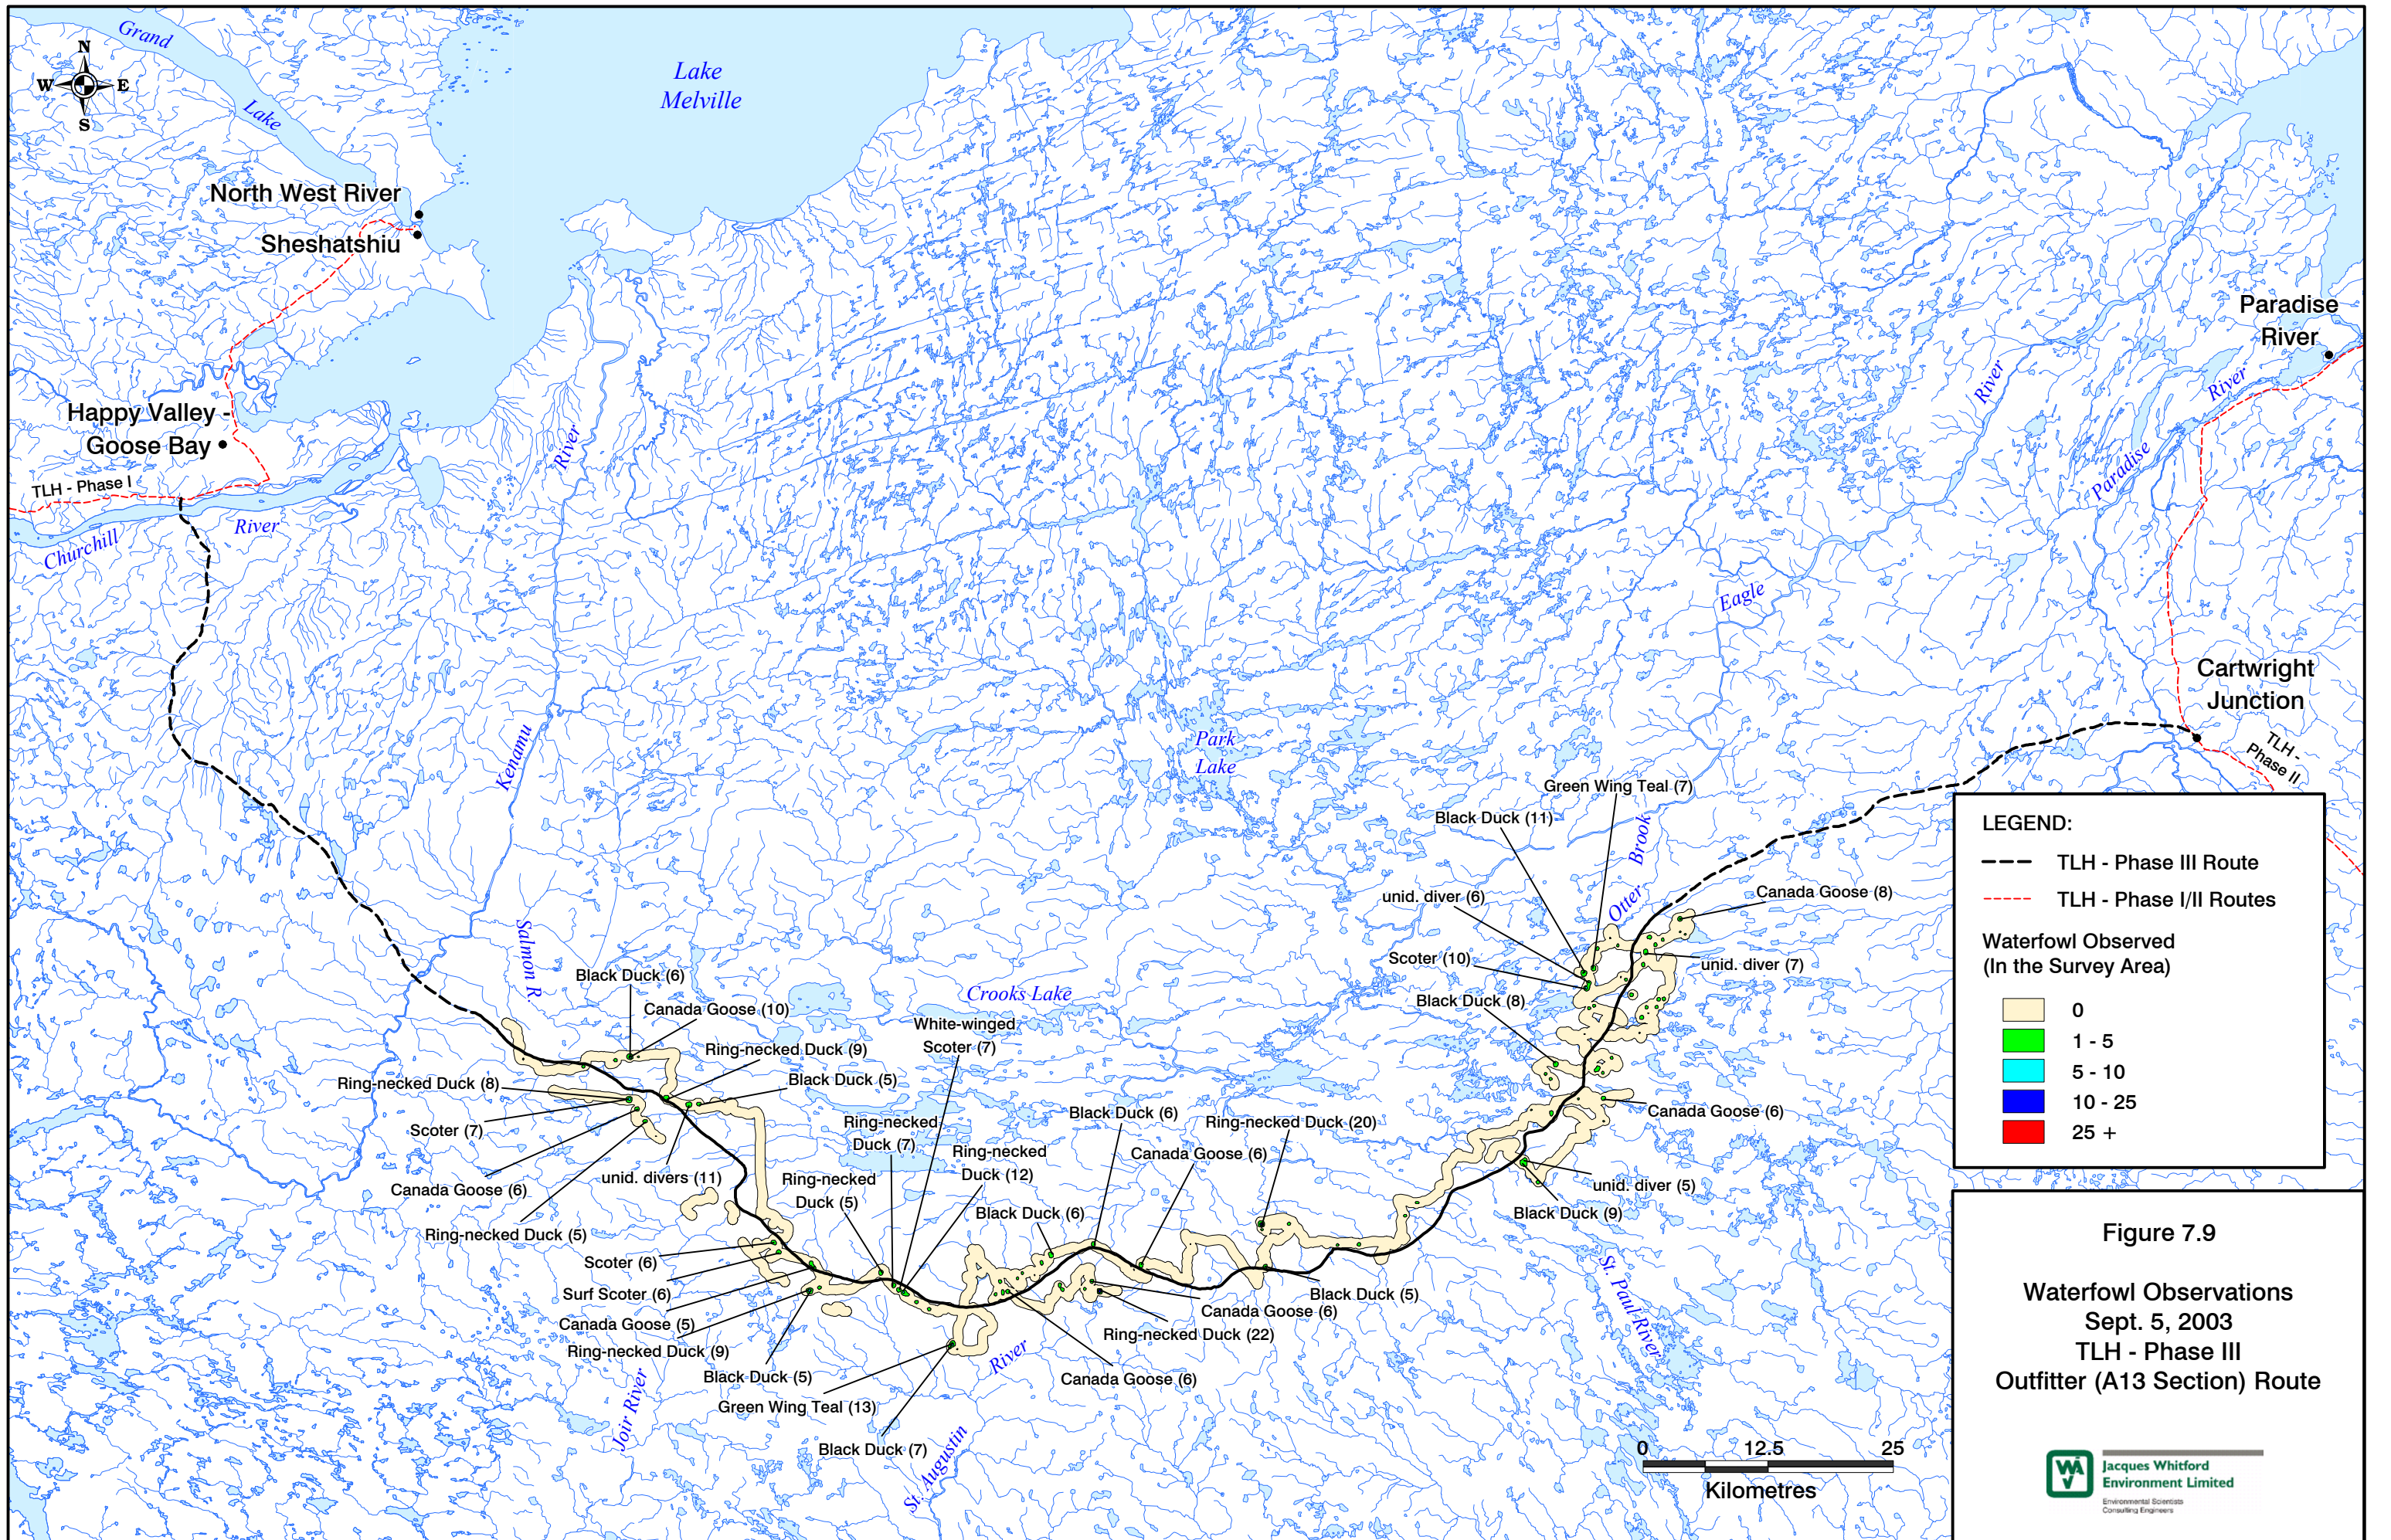 Grand
Lake
N
W
E
S
Lake
Melville
North West River
Sheshatshiu
Happy Valley -
Goose Bay
TLH - Phase I
Churchill
River
River
Kenamu
Salmon R.
Paradise
River
River
River
Paradise
Eagle
Cartwright
Junction
TLH -
Phase II
Park
Lake
Otter
Brook
Crooks Lake
Green Wing Teal (7)
Black Duck (11)
unid. diver (6)
Canada Goose (8)
Scoter (10)
unid. diver (7)
Black Duck (8)
Black Duck (6)
Canada Goose (10)
White-winged
Scoter (7)
Ring-necked Duck (9)
Ring-necked Duck (8)
Black Duck (5)
Scoter (7)
Ring-necked
Duck (7)
Black Duck (6)
Ring-necked Duck (20)
Canada Goose (6)
Ring-necked
Duck (12)
Canada Goose (6)
Canada Goose (6)
unid. divers (11)
Ring-necked
Duck (5)
unid. diver (5)
Black Duck (9)
Black Duck (6)
Ring-necked Duck (5)
Scoter (6)
Surf Scoter (6)
Canada Goose (5)
Ring-necked Duck (9)
Black Duck (5)
Green Wing Teal (13)
Black Duck (7)
Black Duck (5)
Canada Goose (6)
Ring-necked Duck (22)
Canada Goose (6)
Joir River
St. Augustin
River
St. Paul River
0
12.5
25
Kilometres
LEGEND:
TLH - Phase III Route
TLH - Phase I/II Routes
Waterfowl Observed
(In the Survey Area)
0
1 - 5
5 - 10
10 - 25
25 +
Figure 7.9
Waterfowl Observations
Sept. 5, 2003
TLH - Phase III
Outfitter (A13 Section) Route
Jacques Whitford
Environment Limited
Environmental Scientists
Consulting Engineers